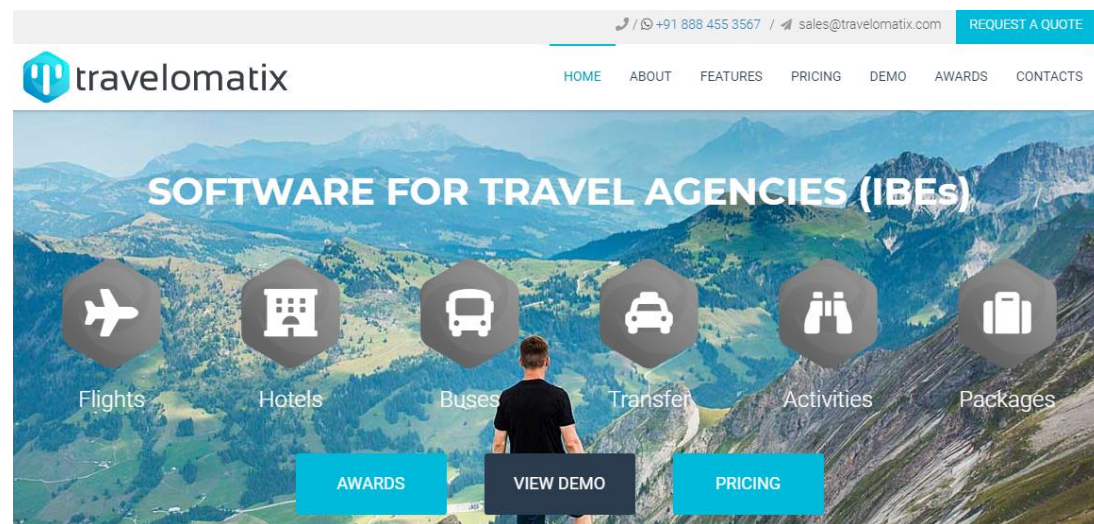 / +91 888 455 3567 / sales@travelomatix.com REQUEST A QUOTE
travelomatix
HOME ABOUT FEATURES PRICING DEMO AWARDS CONTACTS
SOFTWARE FOR TRAVEL AGENCIES (IBEs)
Flights Hotels Buses Transfer Activities Packages
AWARDS VIEW DEMO PRICING